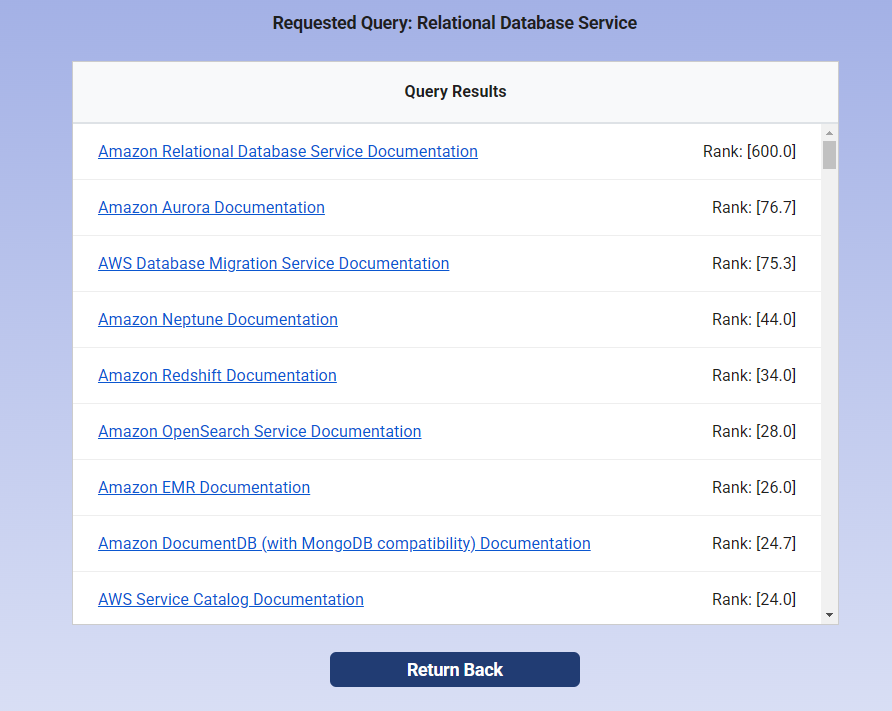 Requested Query: Relational Database Service
Query Results
Amazon Relational Database Service Documentation Rank: [600.0]
Amazon Aurora Documentation Rank: [76.7]
AWS Database Migration Service Documentation Rank: [75.3]
Amazon Neptune Documentation Rank: [44.0]
Amazon Redshift Documentation Rank: [34.0]
Amazon OpenSearch Service Documentation Rank: [28.0]
Amazon EMR Documentation Rank: [26.0]
Amazon DocumentDB (with MongoDB compatibility) Documentation Rank: [24.7]
AWS Service Catalog Documentation Rank: [24.0]
Return Back